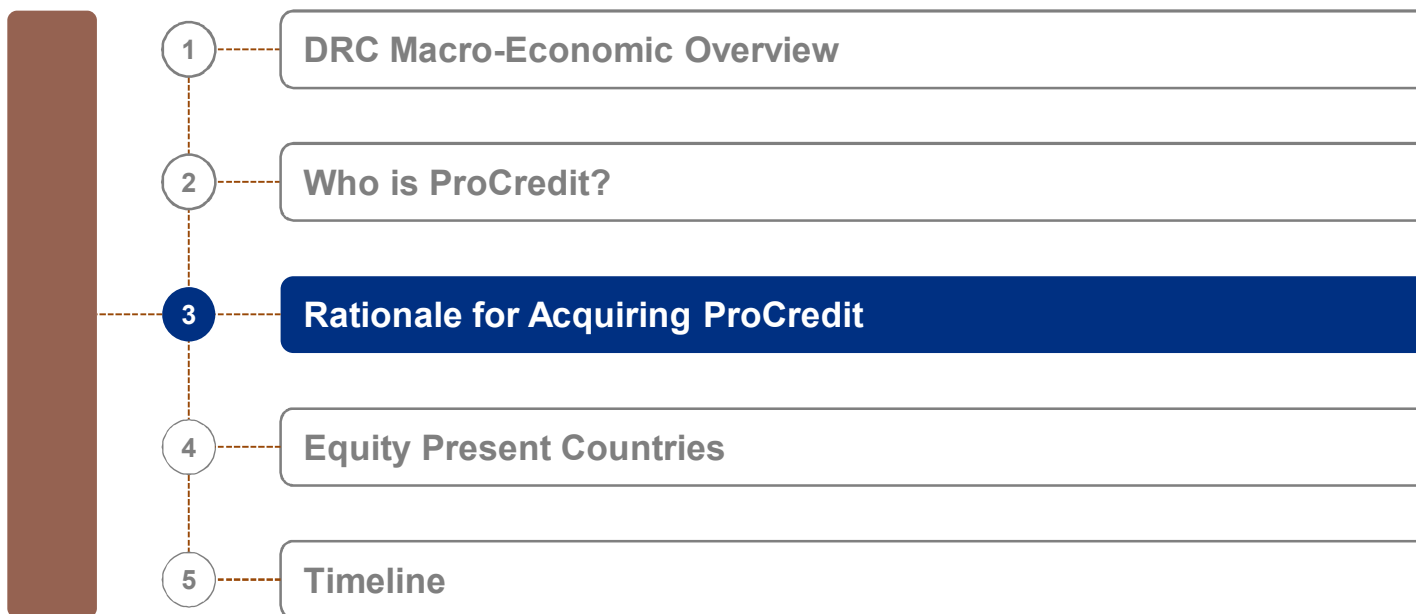 1 DRC Macro-Economic Overview
2 Who is ProCredit?
3 Rationale for Acquiring ProCredit
4 Equity Present Countries
5 Timeline